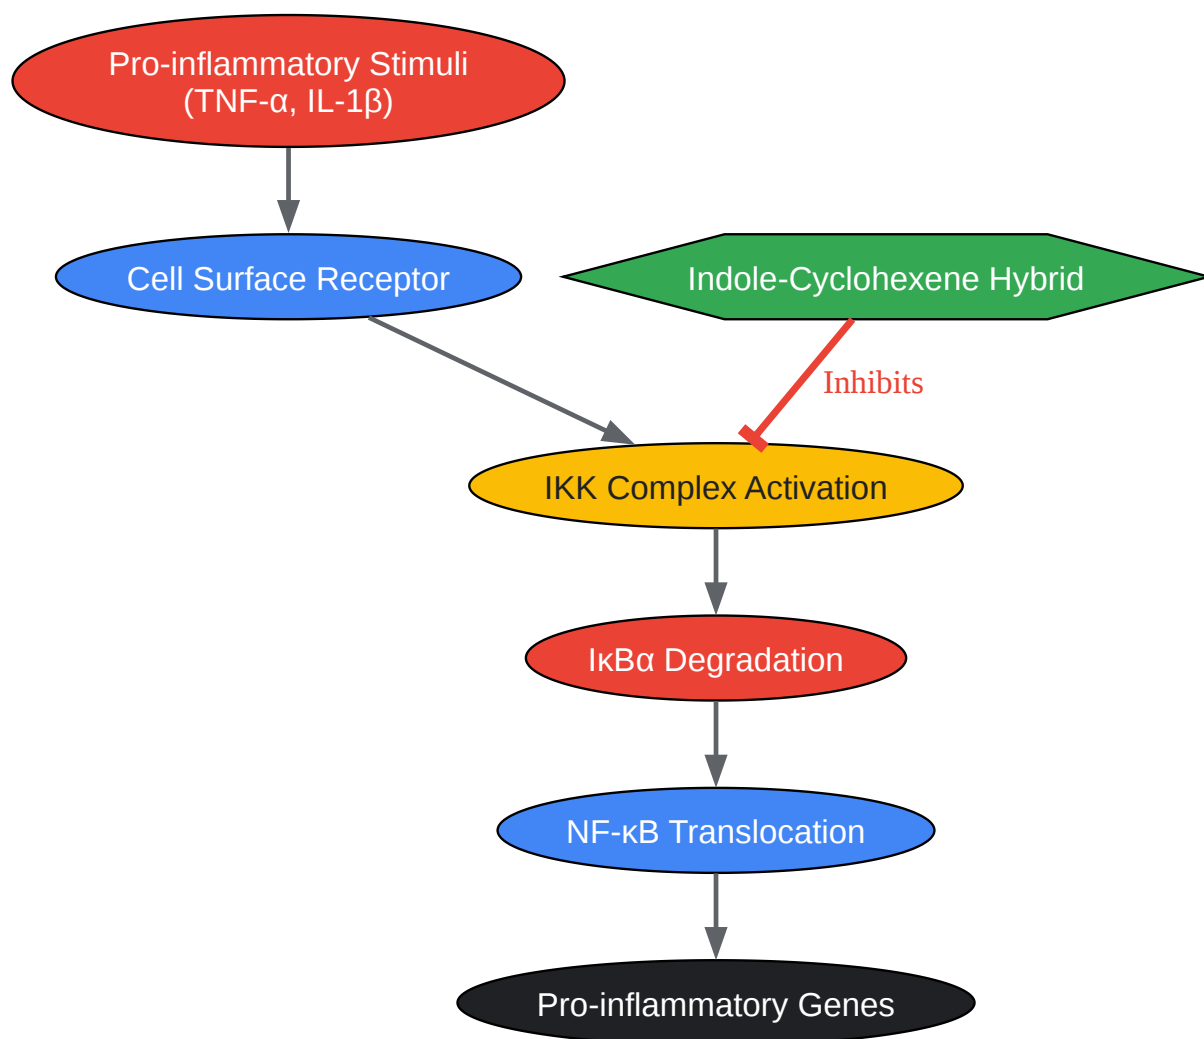 Pro-inflammatory Stimuli
(TNF-α, IL-1β)
Cell Surface Receptor
Indole-Cyclohexene Hybrid
Inhibits
IKK Complex Activation
IκBα Degradation
NF-κB Translocation
Pro-inflammatory Genes